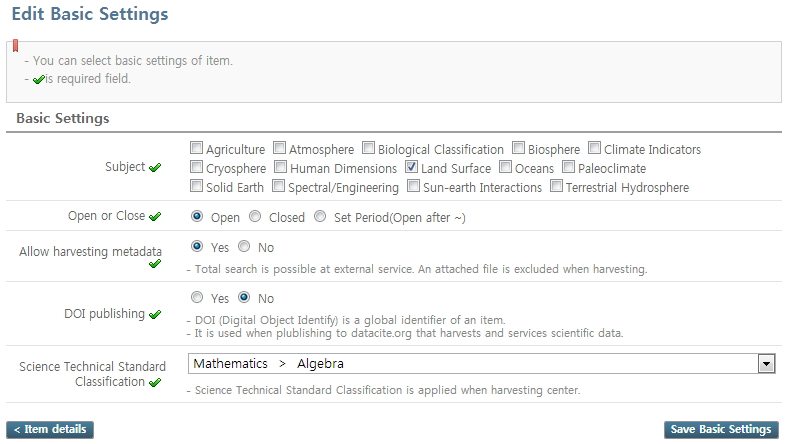 Edit Basic Settings
- You can select basic settings of item.
- is required field.
Basic Settings
Subject
Agriculture Atmosphere Biological Classification Biosphere Climate Indicators
Cryosphere Human Dimensions Land Surface Oceans Paleoclimate
Solid Earth Spectral/Engineering Sun-earth Interactions Terrestrial Hydrosphere
Open or Close
Open Closed Set Period(Open after ~)
Allow harvesting metadata
Yes No
- Total search is possible at external service. An attached file is excluded when harvesting.
DOI publishing
Yes No
- DOI (Digital Object Identify) is a global identifier of an item.
- It is used when plublishing to datacite.org that harvests and services scientific data.
Science Technical Standard
Classification
Mathematics > Algebra
- Science Technical Standard Classification is applied when harvesting center.
< Item details
Save Basic Settings